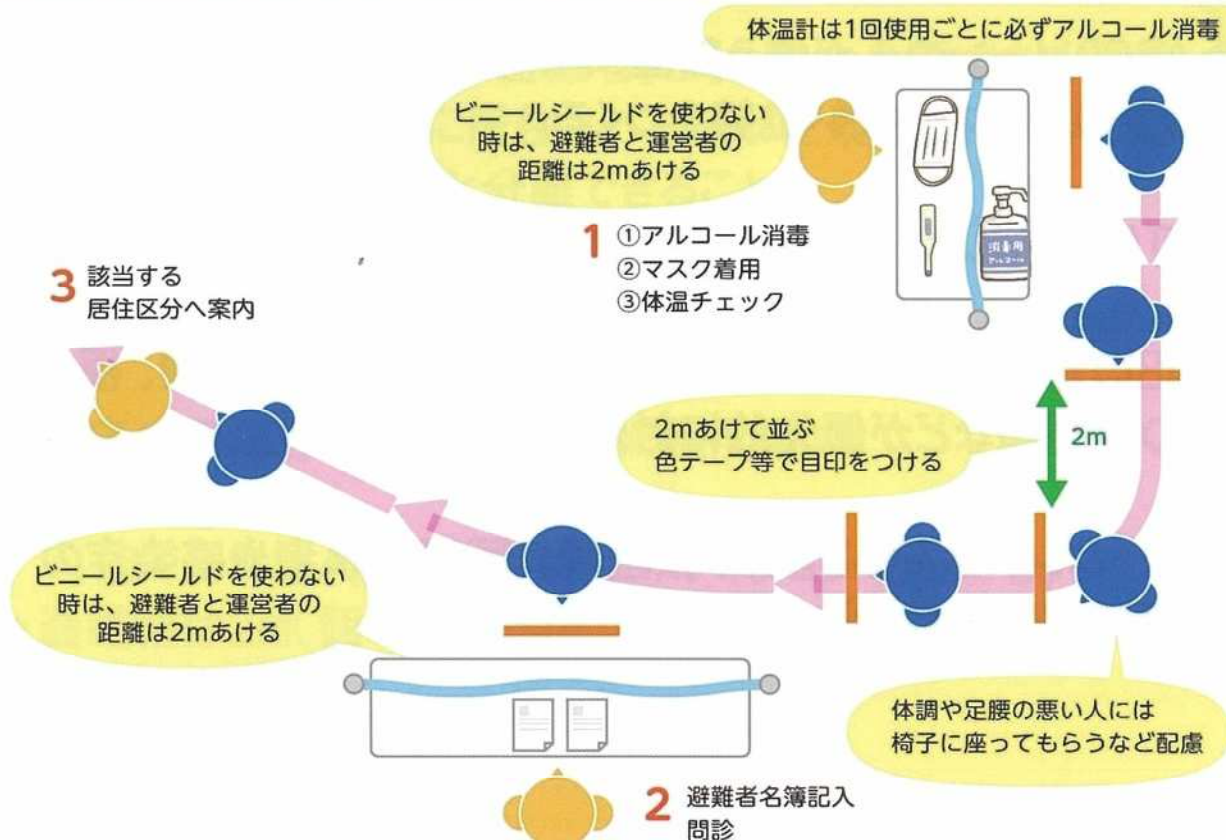 体温計は1回使用ごとに必ずアルコール消毒
ビニールシールドを使わない
時は、避難者と運営者の
距離は2mあける
1
①アルコール消毒
②マスク着用
③体温チェック
消毒用
アルコール
3
該当する
居住区分へ案内
2mあけて並ぶ
色テープ等で目印をつける
2m
ビニールシールドを使わない
時は、避難者と運営者の
距離は2mあける
体調や足腰の悪い人には
椅子に座ってもらうなど配慮
2
避難者名簿記入
問診